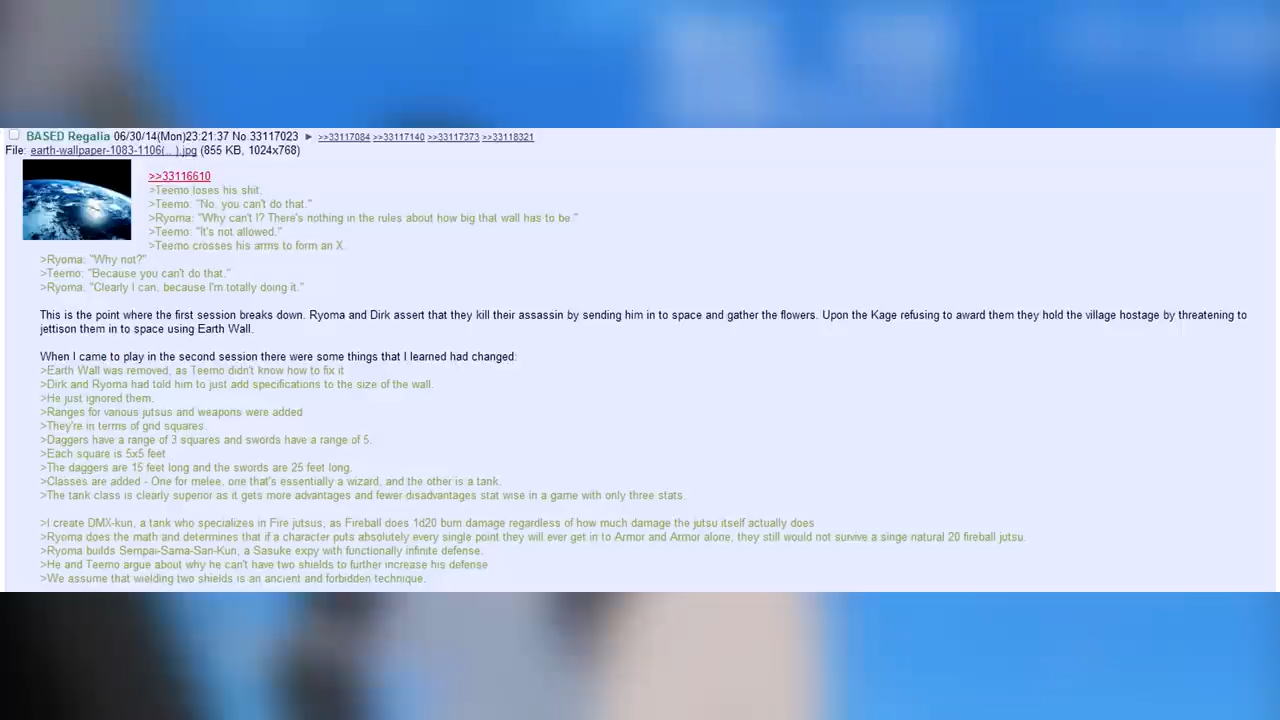 BASED Regalia 06/30/14(Mon)23:21:37 No.33117023 ▶ >>33117084 >>33117140 >>33117373 >>33118321
File: earth-wallpaper-1083-1106(...).jpg (855 KB, 1024x768)
>>33116610
>Teemo loses his shit.
>Teemo: "No, you can't do that."
>Ryoma: "Why can't I? There's nothing in the rules about how big that wall has to be."
>Teemo: "It's not allowed."
>Teemo crosses his arms to form an X.
>Ryoma: "Why not?"
>Teemo: "Because you can't do that."
>Ryoma: "Clearly I can, because I'm totally doing it."
This is the point where the first session breaks down. Ryoma and Dirk assert that they kill their assassin by sending him in to space and gather the flowers. Upon the Kage refusing to award them they hold the village hostage by threatening to
jettison them in to space using Earth Wall.
When I came to play in the second session there were some things that I learned had changed:
>Earth Wall was removed, as Teemo didn't know how to fix it
>Dirk and Ryoma had told him to just add specifications to the size of the wall.
>He just ignored them.
>Ranges for various jutsus and weapons were added
>They're in terms of grid squares.
>Daggers have a range of 3 squares and swords have a range of 5.
>Each square is 5x5 feet
>The daggers are 15 feet long and the swords are 25 feet long.
>Classes are added - One for melee, one that's essentially a wizard, and the other is a tank.
>The tank class is clearly superior as it gets more advantages and fewer disadvantages stat wise in a game with only three stats.
>I create DMX-kun, a tank who specializes in Fire jutsus, as Fireball does 1d20 burn damage regardless of how much damage the jutsu itself actually does
>Ryoma does the math and determines that if a character puts absolutely every single point they will ever get in to Armor and Armor alone, they still would not survive a singe natural 20 fireball jutsu.
>Ryoma builds Sempai-Sama-San-Kun, a Sasuke expy with functionally infinite defense.
>He and Teemo argue about why he can't have two shields to further increase his defense
>We assume that wielding two shields is an ancient and forbidden technique.